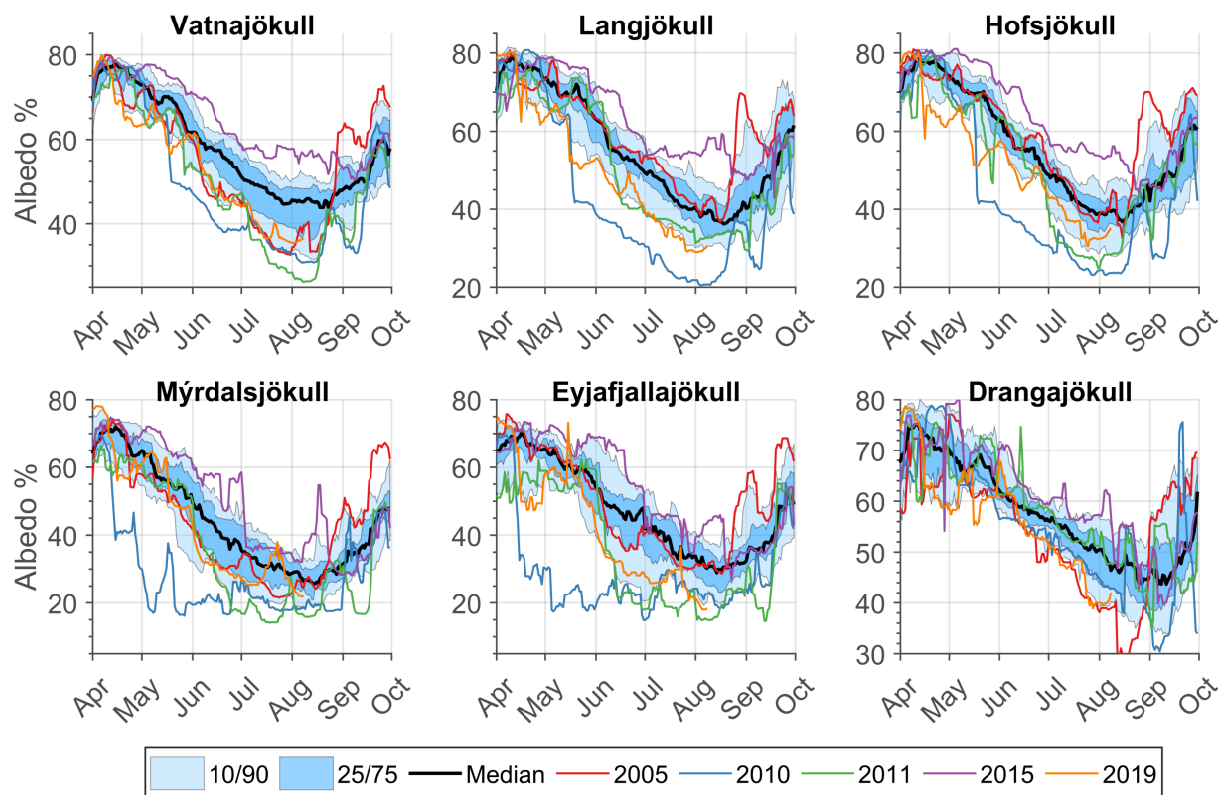 Vatnajökull Langjökull Hofsjökull
Albedo %
80
60
40
Apr May Jun Jul Aug Sep Oct
80
60
40
20
Apr May Jun Jul Aug Sep Oct
80
60
40
20
Apr May Jun Jul Aug Sep Oct
Mýrdalsjökull Eyjafjallajökull Drangajökull
Albedo %
80
60
40
20
Apr May Jun Jul Aug Sep Oct
80
60
40
20
Apr May Jun Jul Aug Sep Oct
80
70
60
50
40
30
Apr May Jun Jul Aug Sep Oct
10/90 25/75 Median 2005 2010 2011 2015 2019